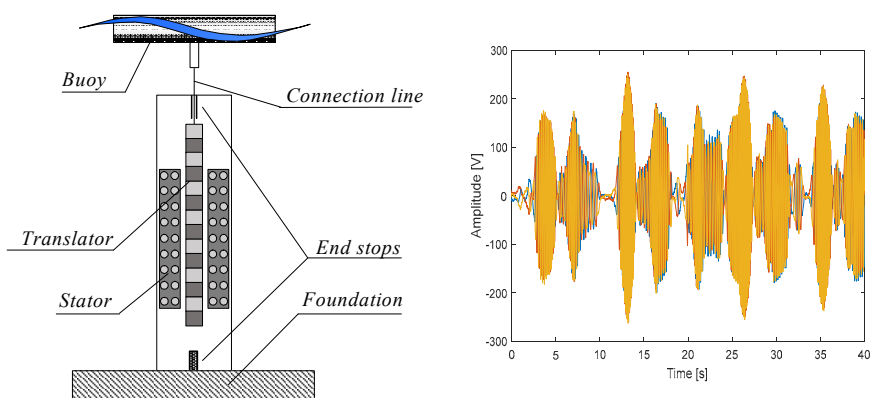 Buoy
Connection line
Translator
End stops
Stator
Foundation
300
200
100
0
-100
-200
-300
Amplitude [V]
0 5 10 15 20 25 30 35 40
Time [s]